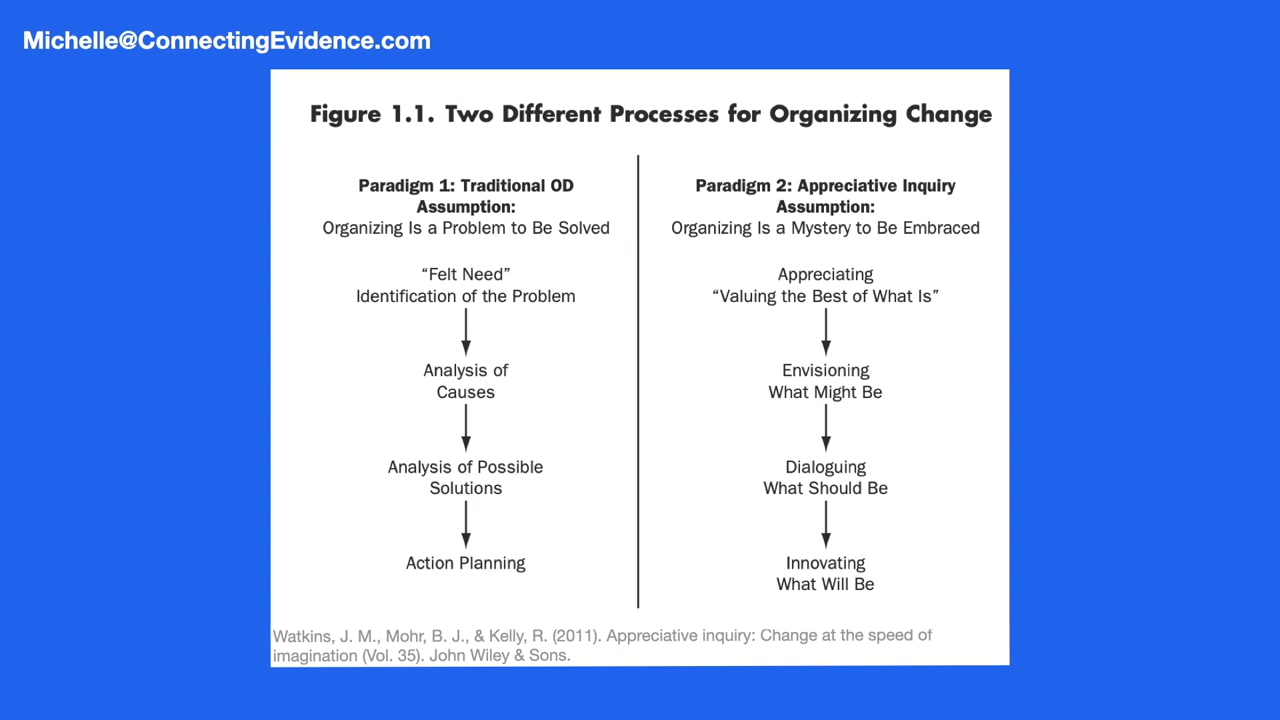 Michelle@ConnectingEvidence.com
Figure 1.1. Two Different Processes for Organizing Change
Paradigm 1: Traditional OD
Assumption:
Organizing Is a Problem to Be Solved
“Felt Need”
Identification of the Problem
Analysis of
Causes
Analysis of Possible
Solutions
Action Planning
Paradigm 2: Appreciative Inquiry
Assumption:
Organizing Is a Mystery to Be Embraced
Appreciating
“Valuing the Best of What Is”
Envisioning
What Might Be
Dialoguing
What Should Be
Innovating
What Will Be
Watkins, J. M., Mohr, B. J., & Kelly, R. (2011). Appreciative inquiry: Change at the speed of
imagination (Vol. 35). John Wiley & Sons.